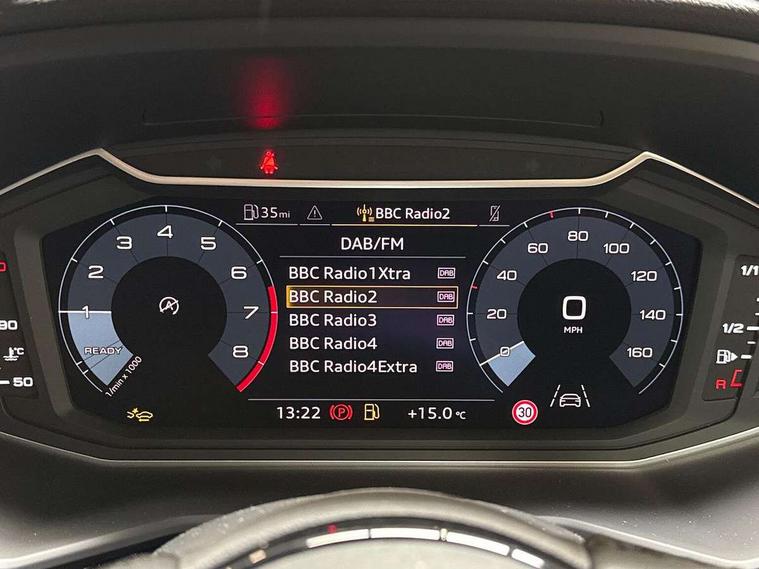 35mi
BBC Radio2
DAB/FM
BBC Radio1Xtra DAB
BBC Radio2 DAB
BBC Radio3 DAB
BBC Radio4 DAB
BBC Radio4Extra DAB
1 2 3 4 5 6 7 8
READY
1/min x 1000
0 20 40 60 80 100 120 140 160
0
MPH
13:22 P +15.0 °C
30
90
°C
50
1/1
1/2
R